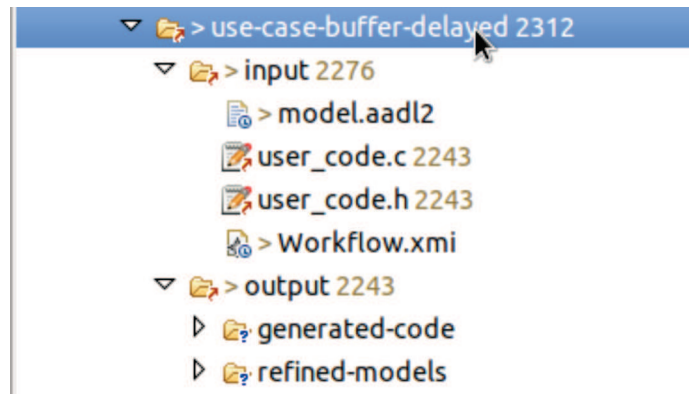 > use-case-buffer-delayed 2312
> input 2276
> model.aadl2
user_code.c 2243
user_code.h 2243
> Workflow.xmi
> output 2243
generated-code
refined-models